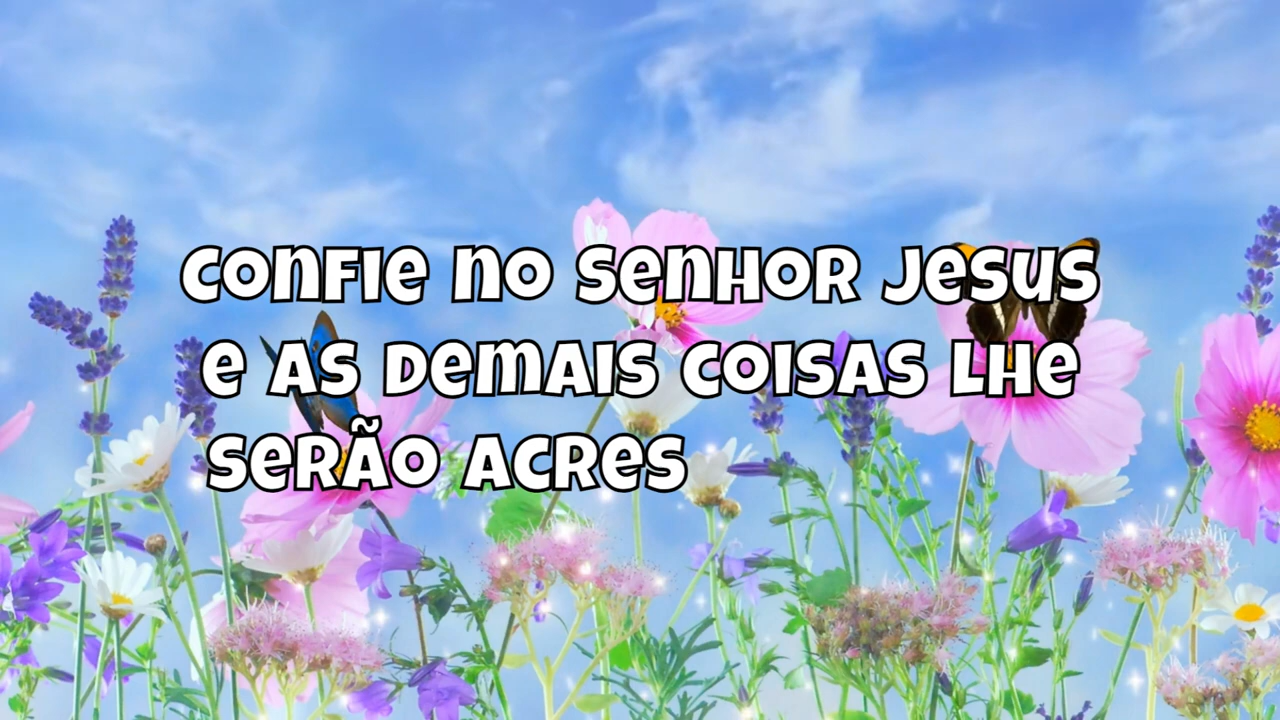 Confie no Senhor Jesus
e as demais coisas lhe
serão acres